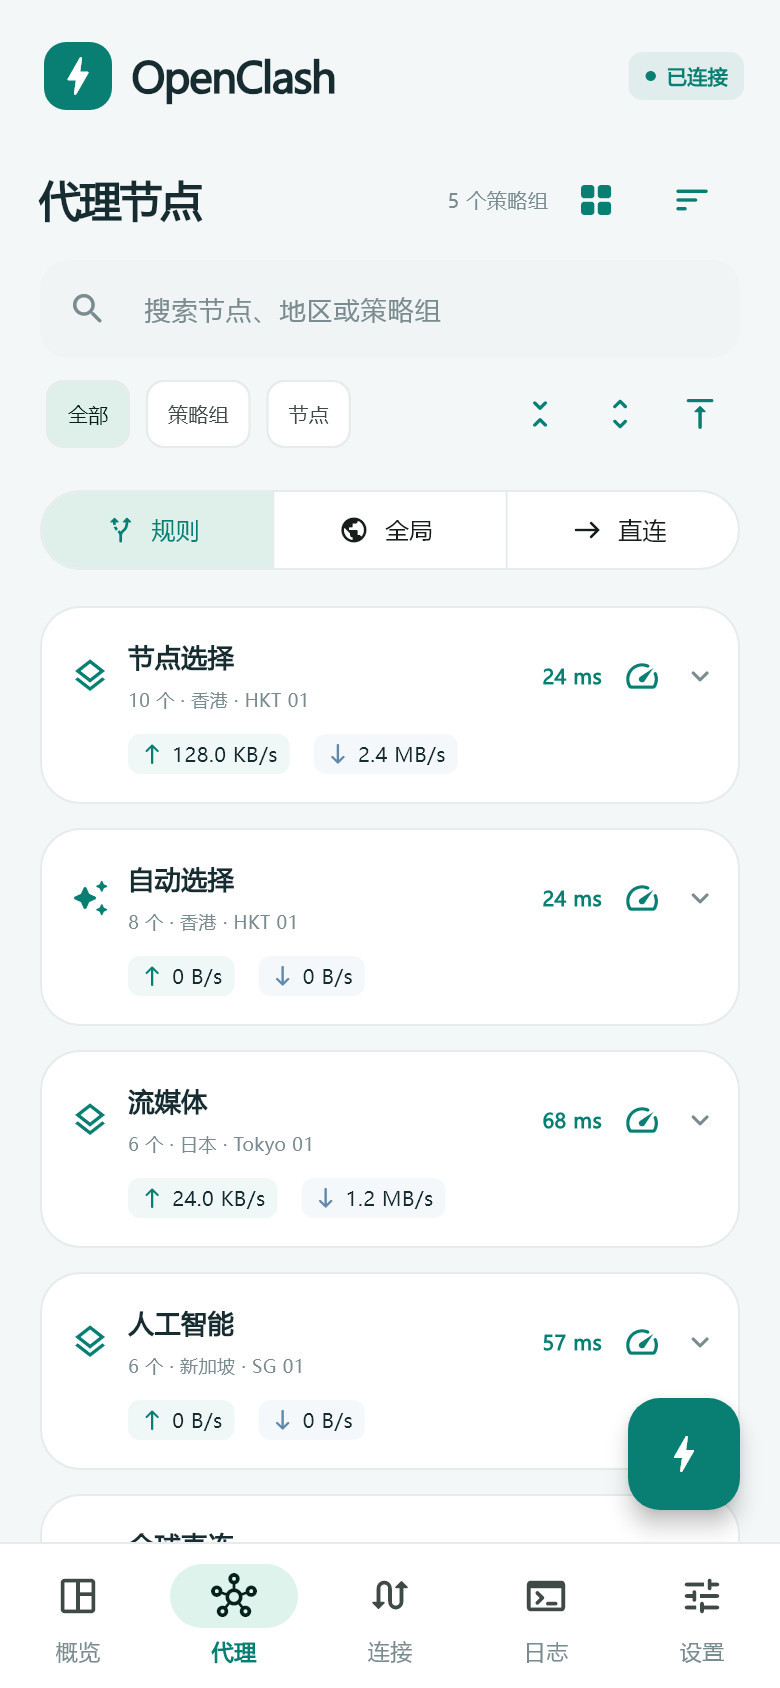 OpenClash
已连接
代理节点
5 个策略组
搜索节点、地区或策略组
全部 策略组 节点
规则 全局 直连
节点选择
24 ms
10 个 · 香港 · HKT 01
128.0 KB/s 2.4 MB/s
自动选择
24 ms
8 个 · 香港 · HKT 01
0 B/s 0 B/s
流媒体
68 ms
6 个 · 日本 · Tokyo 01
24.0 KB/s 1.2 MB/s
人工智能
57 ms
6 个 · 新加坡 · SG 01
0 B/s 0 B/s
全球直连
概览 代理 连接 日志 设置